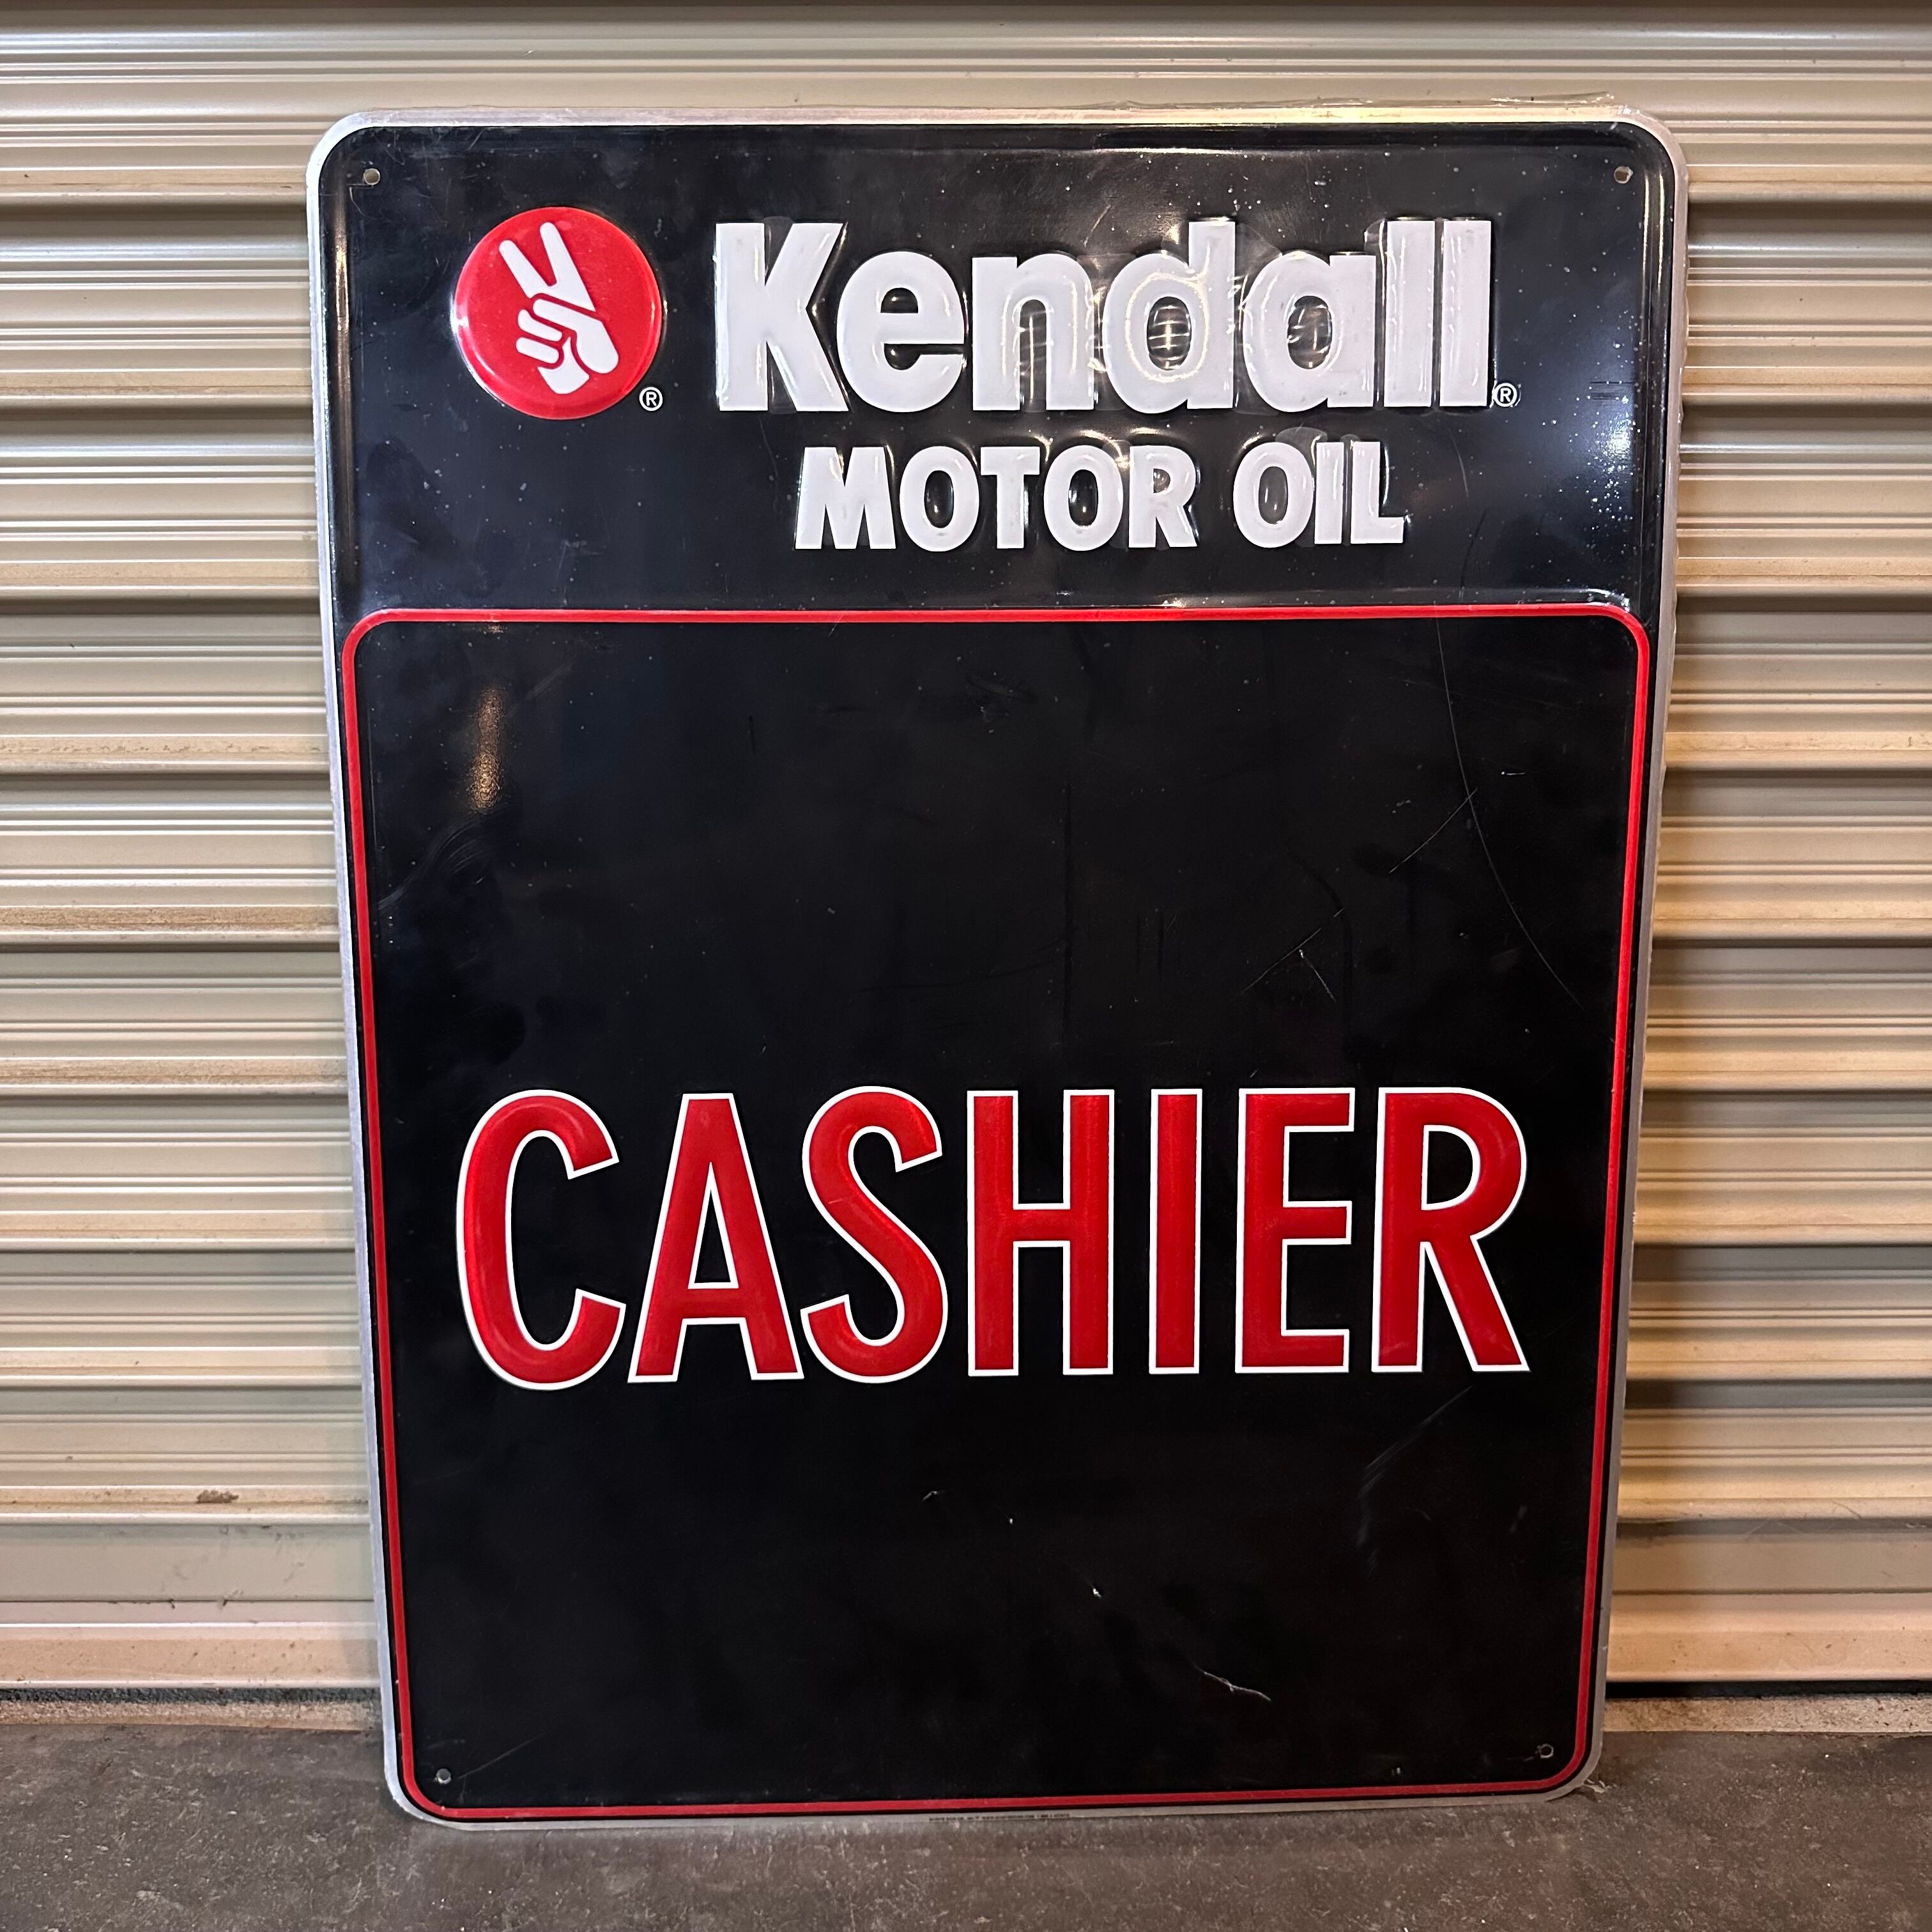 ® Kendall®
MOTOR OIL
CASHIER